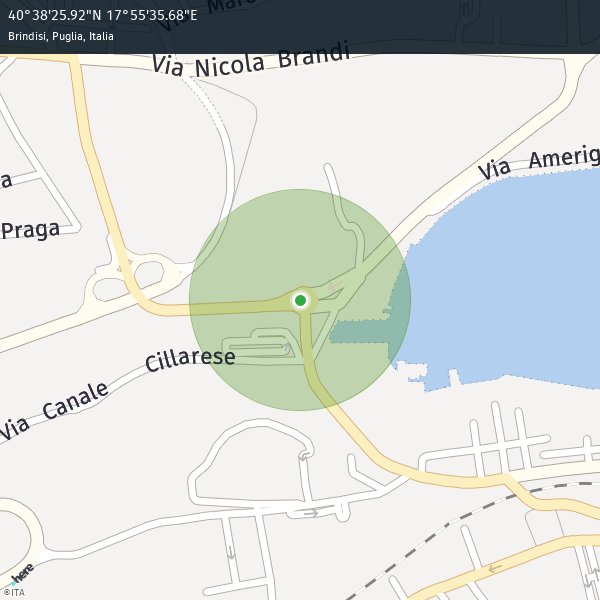 40°38'25.92"N 17°55'35.68"E
Brindisi, Puglia, Italia
Via Nicola Brandi
Via Amerig
a
Praga
Cillarese
Via Canale
here
©ITA